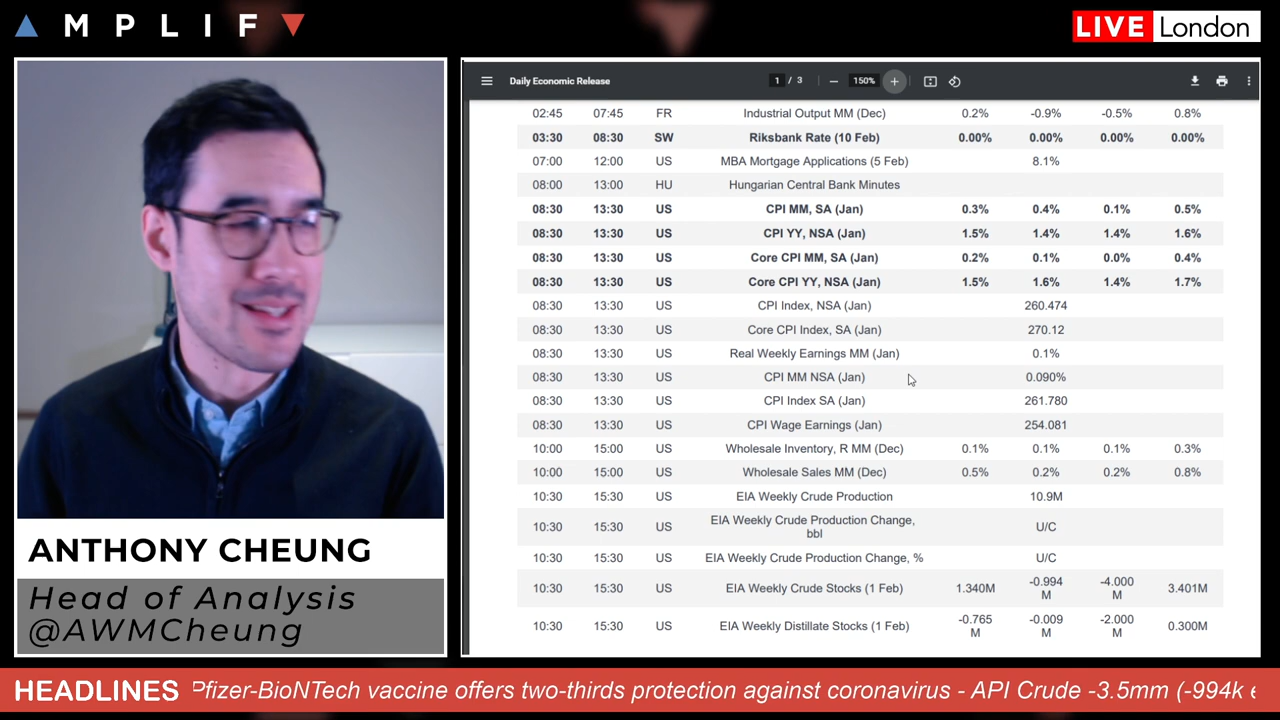 AMPLIFY
LIVE London
ANTHONY CHEUNG
Head of Analysis
@AWMCheung
Daily Economic Release
1 / 3
150%
02:45 07:45 FR Industrial Output MM (Dec) 0.2% -0.9% -0.5% 0.8%
03:30 08:30 SW Riksbank Rate (10 Feb) 0.00% 0.00% 0.00% 0.00%
07:00 12:00 US MBA Mortgage Applications (5 Feb) 8.1%
08:00 13:00 HU Hungarian Central Bank Minutes
08:30 13:30 US CPI MM, SA (Jan) 0.3% 0.4% 0.1% 0.5%
08:30 13:30 US CPI YY, NSA (Jan) 1.5% 1.4% 1.4% 1.6%
08:30 13:30 US Core CPI MM, SA (Jan) 0.2% 0.1% 0.0% 0.4%
08:30 13:30 US Core CPI YY, NSA (Jan) 1.5% 1.6% 1.4% 1.7%
08:30 13:30 US CPI Index, NSA (Jan) 260.474
08:30 13:30 US Core CPI Index, SA (Jan) 270.12
08:30 13:30 US Real Weekly Earnings MM (Jan) 0.1%
08:30 13:30 US CPI MM NSA (Jan) 0.090%
08:30 13:30 US CPI Index SA (Jan) 261.780
08:30 13:30 US CPI Wage Earnings (Jan) 254.081
10:00 15:00 US Wholesale Inventory, R MM (Dec) 0.1% 0.1% 0.1% 0.3%
10:00 15:00 US Wholesale Sales MM (Dec) 0.5% 0.2% 0.2% 0.8%
10:30 15:30 US EIA Weekly Crude Production 10.9M
10:30 15:30 US EIA Weekly Crude Production Change, bbl U/C
10:30 15:30 US EIA Weekly Crude Production Change, % U/C
10:30 15:30 US EIA Weekly Crude Stocks (1 Feb) 1.340M -0.994 M -4.000 M 3.401M
10:30 15:30 US EIA Weekly Distillate Stocks (1 Feb) -0.765 M -0.009 M -2.000 M 0.300M
HEADLINES Pfizer-BioNTech vaccine offers two-thirds protection against coronavirus - API Crude -3.5mm (-994k e